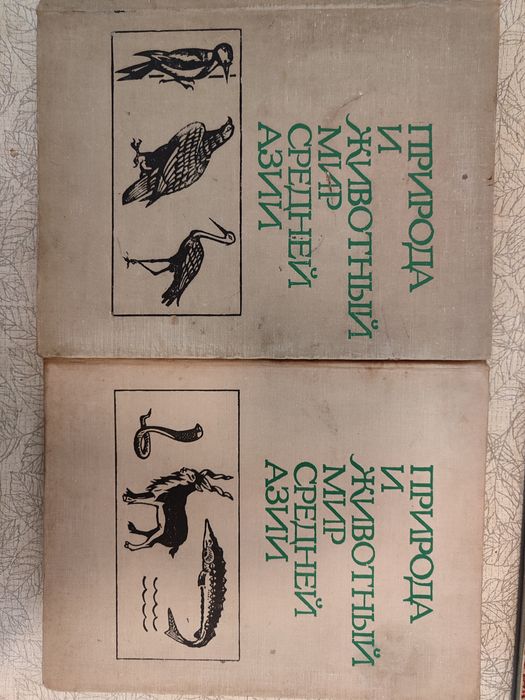 ПРИРОДА
И
ЖИВОТНЫЙ
МИР
СРЕДНЕЙ
АЗИИ
ПРИРОДА
И
ЖИВОТНЫЙ
МИР
СРЕДНЕЙ
АЗИИ